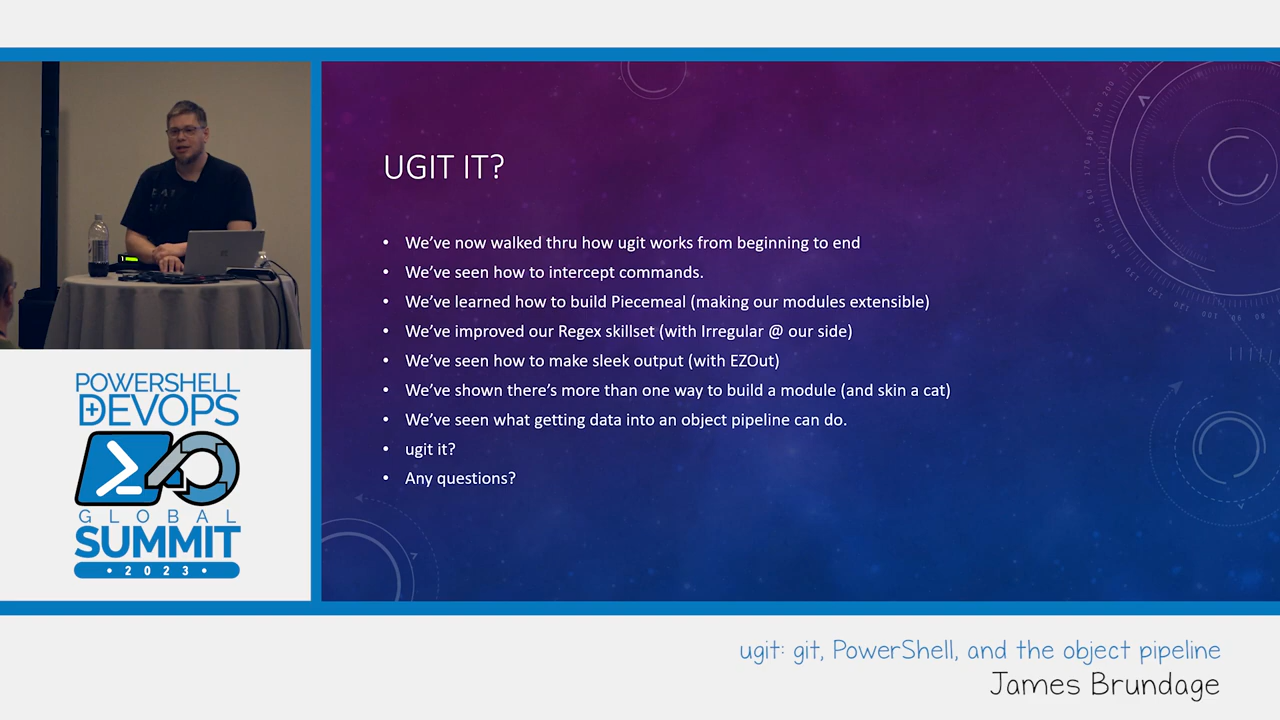 UGIT IT?
• We've now walked thru how ugit works from beginning to end
• We've seen how to intercept commands.
• We've learned how to build Piecemeal (making our modules extensible)
• We've improved our Regex skillset (with Irregular @ our side)
• We've seen how to make sleek output (with EZOut)
• We've shown there's more than one way to build a module (and skin a cat)
• We've seen what getting data into an object pipeline can do.
• ugit it?
• Any questions?
POWERSHELL
+DEVOPS
GLOBAL
SUMMIT
• 2023 •
ugit: git, PowerShell, and the object pipeline
James Brundage